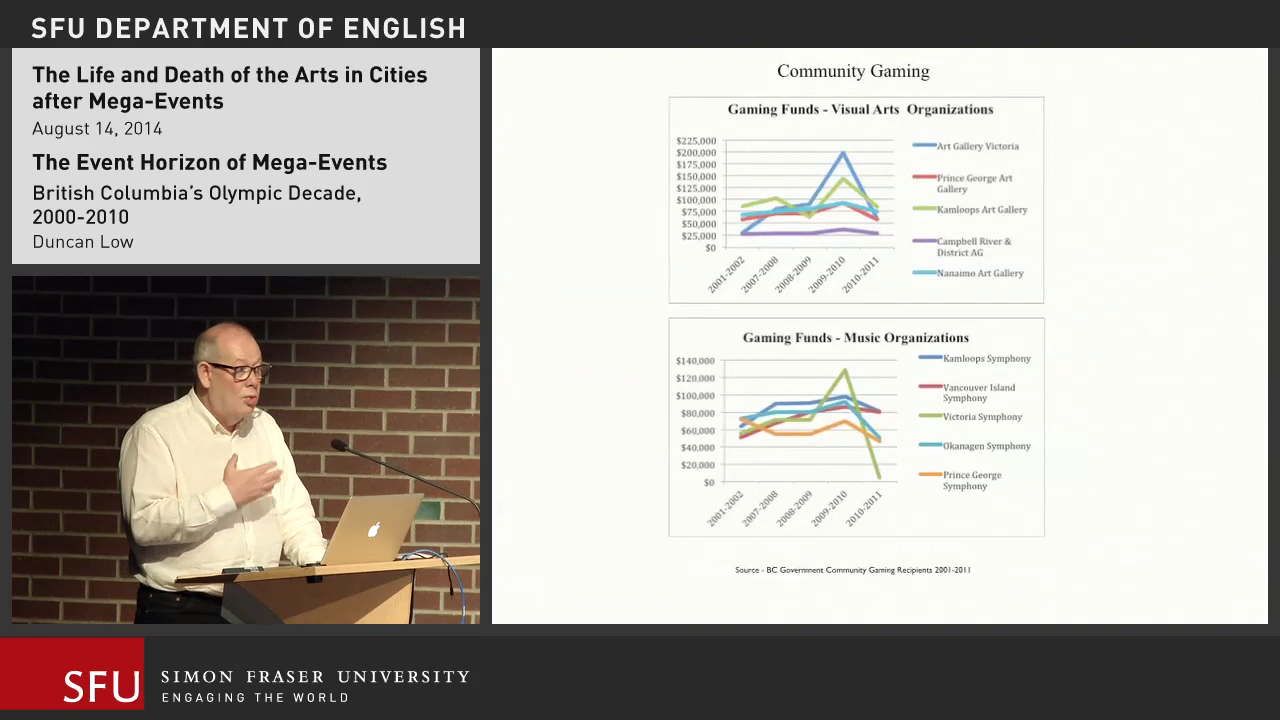 SFU DEPARTMENT OF ENGLISH
The Life and Death of the Arts in Cities
after Mega-Events
August 14, 2014
The Event Horizon of Mega-Events
British Columbia's Olympic Decade,
2000-2010
Duncan Low
Community Gaming
Gaming Funds - Visual Arts Organizations
$225,000
$200,000
$175,000
$150,000
$125,000
$100,000
$75,000
$50,000
$25,000
$0
2001-2002
2007-2008
2008-2009
2009-2010
2010-2011
Art Gallery Victoria
Prince George Art
Gallery
Kamloops Art Gallery
Campbell River &
District AG
Nanaimo Art Gallery
Gaming Funds - Music Organizations
$140,000
$120,000
$100,000
$80,000
$60,000
$40,000
$20,000
$0
2001-2002
2007-2008
2008-2009
2009-2010
2010-2011
Kamloops Symphony
Vancouver Island
Symphony
Victoria Symphony
Okanagen Symphony
Prince George
Symphony
Source - BC Government Community Gaming Recipients 2001-2011
SFU
SIMON FRASER UNIVERSITY
ENGAGING THE WORLD